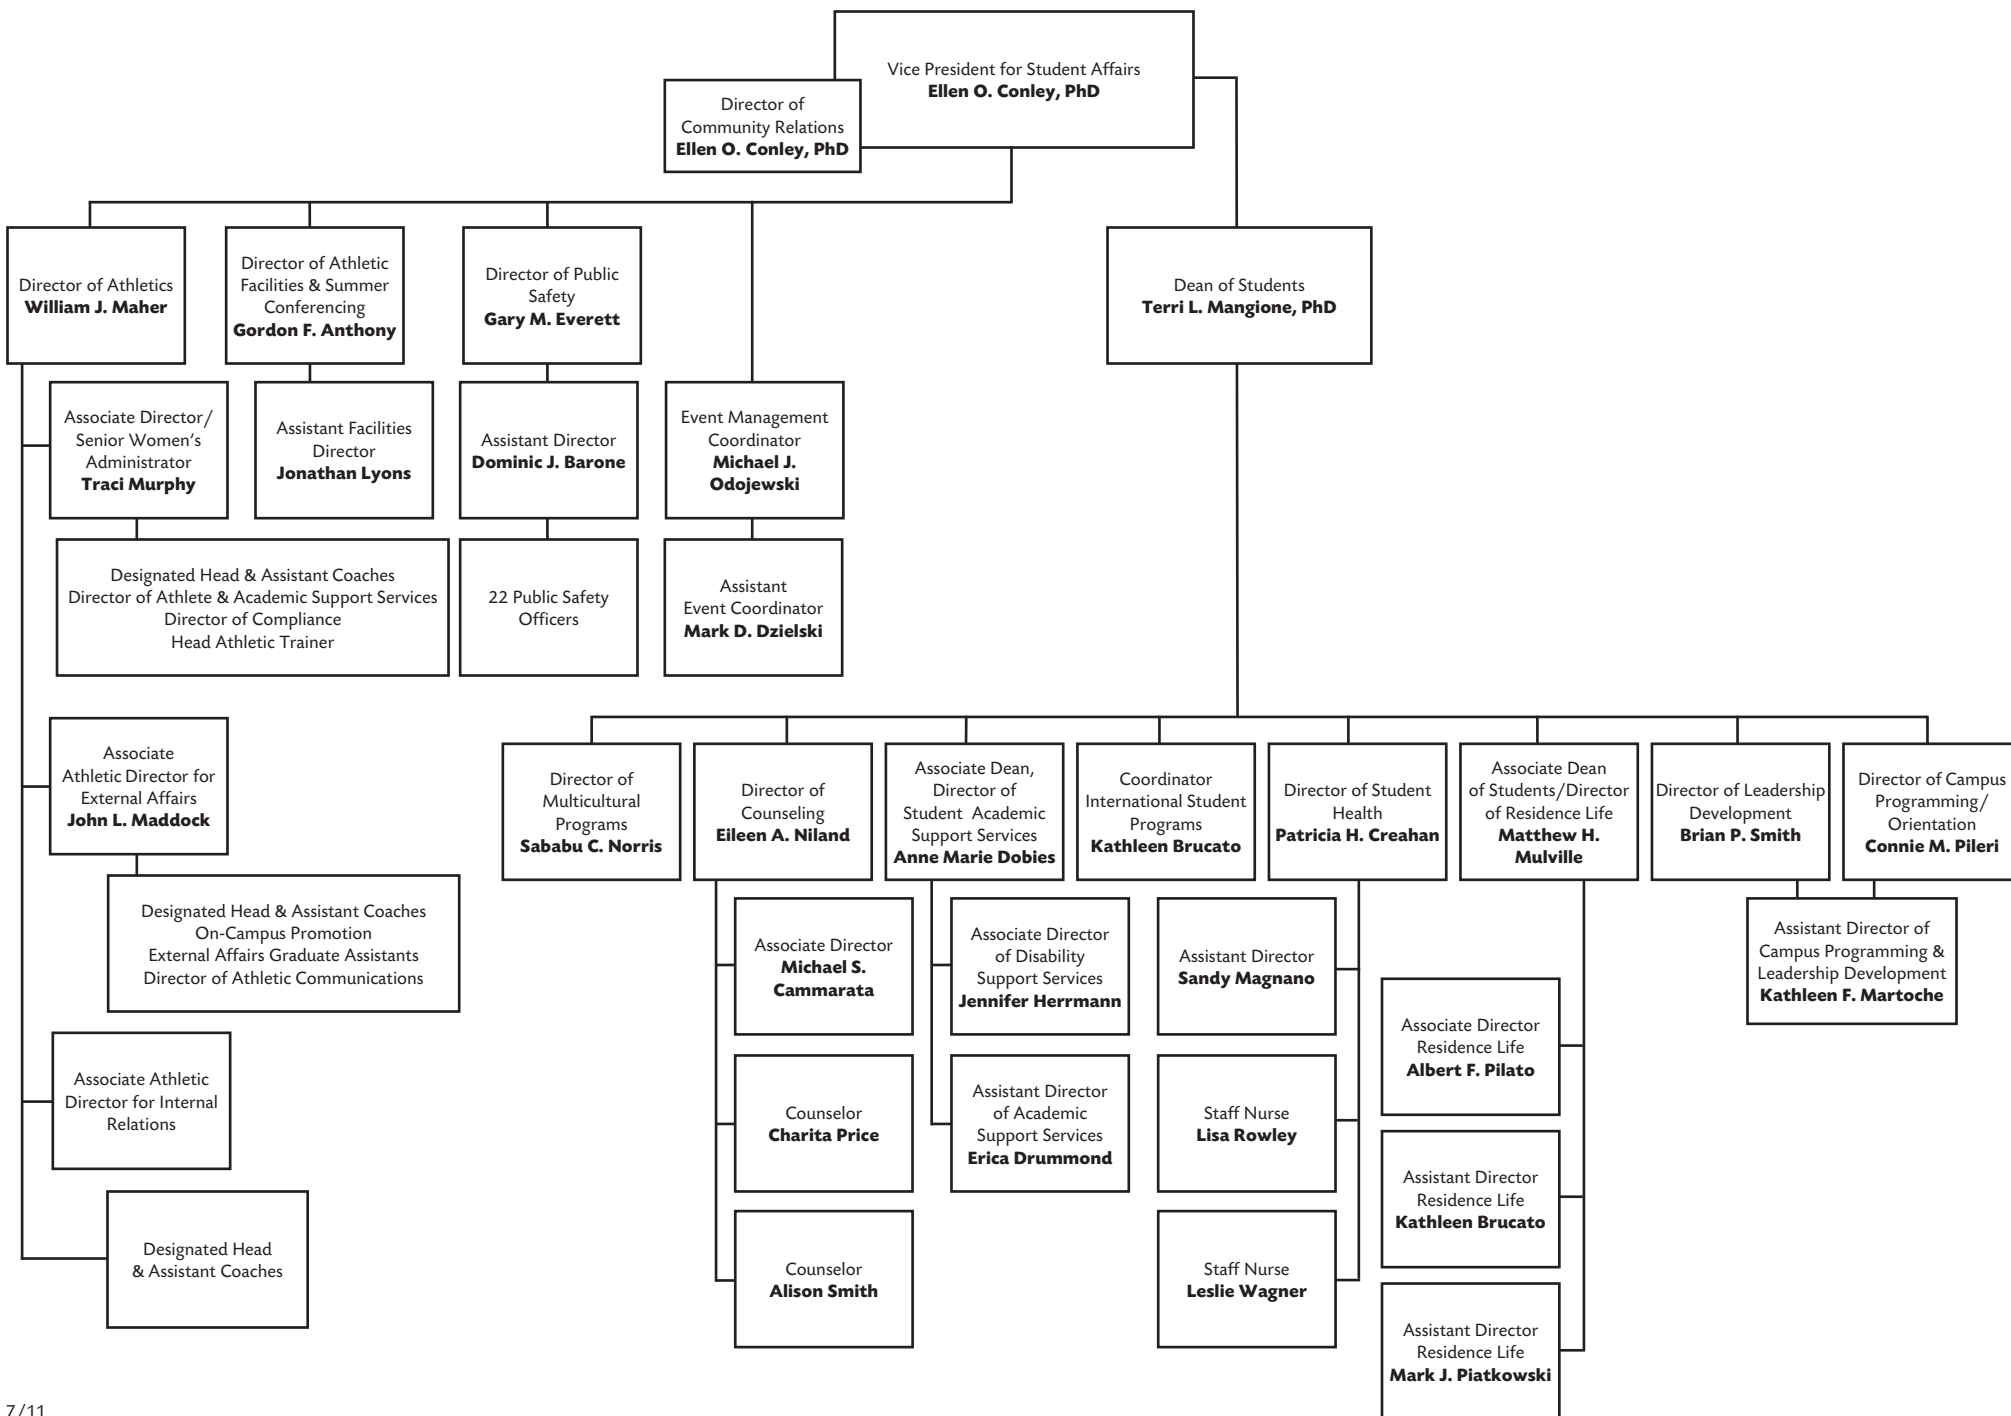 Vice President for Student Affairs
Ellen O. Conley, PhD
Director of
Community Relations
Ellen O. Conley, PhD
Director of Athletics
William J. Maher
Director of Athletic
Facilities & Summer
Conferencing
Gordon F. Anthony
Director of Public
Safety
Gary M. Everett
Dean of Students
Terri L. Mangione, PhD
Associate Director/
Senior Women's
Administrator
Traci Murphy
Assistant Facilities
Director
Jonathan Lyons
Assistant Director
Dominic J. Barone
Event Management
Coordinator
Michael J.
Odojewski
Designated Head & Assistant Coaches
Director of Athlete & Academic Support Services
Director of Compliance
Head Athletic Trainer
22 Public Safety
Officers
Assistant
Event Coordinator
Mark D. Dzielski
Associate
Athletic Director for
External Affairs
John L. Maddock
Designated Head & Assistant Coaches
On-Campus Promotion
External Affairs Graduate Assistants
Director of Athletic Communications
Associate Athletic
Director for Internal
Relations
Designated Head
& Assistant Coaches
Director of
Multicultural
Programs
Sababu C. Norris
Director of
Counseling
Eileen A. Niland
Associate Dean,
Director of
Student Academic
Support Services
Anne Marie Dobies
Coordinator
International Student
Programs
Kathleen Brucato
Director of Student
Health
Patricia H. Creahan
Associate Dean
of Students/Director
of Residence Life
Matthew H.
Mulville
Director of Leadership
Development
Brian P. Smith
Director of Campus
Programming/
Orientation
Connie M. Pileri
Associate Director
Michael S.
Cammarata
Counselor
Charita Price
Counselor
Alison Smith
Associate Director
of Disability
Support Services
Jennifer Herrmann
Assistant Director
of Academic
Support Services
Erica Drummond
Assistant Director
Sandy Magnano
Staff Nurse
Lisa Rowley
Staff Nurse
Leslie Wagner
Associate Director
Residence Life
Albert F. Pilato
Assistant Director
Residence Life
Kathleen Brucato
Assistant Director
Residence Life
Mark J. Piatkowski
Assistant Director of
Campus Programming &
Leadership Development
Kathleen F. Martoche
7/11